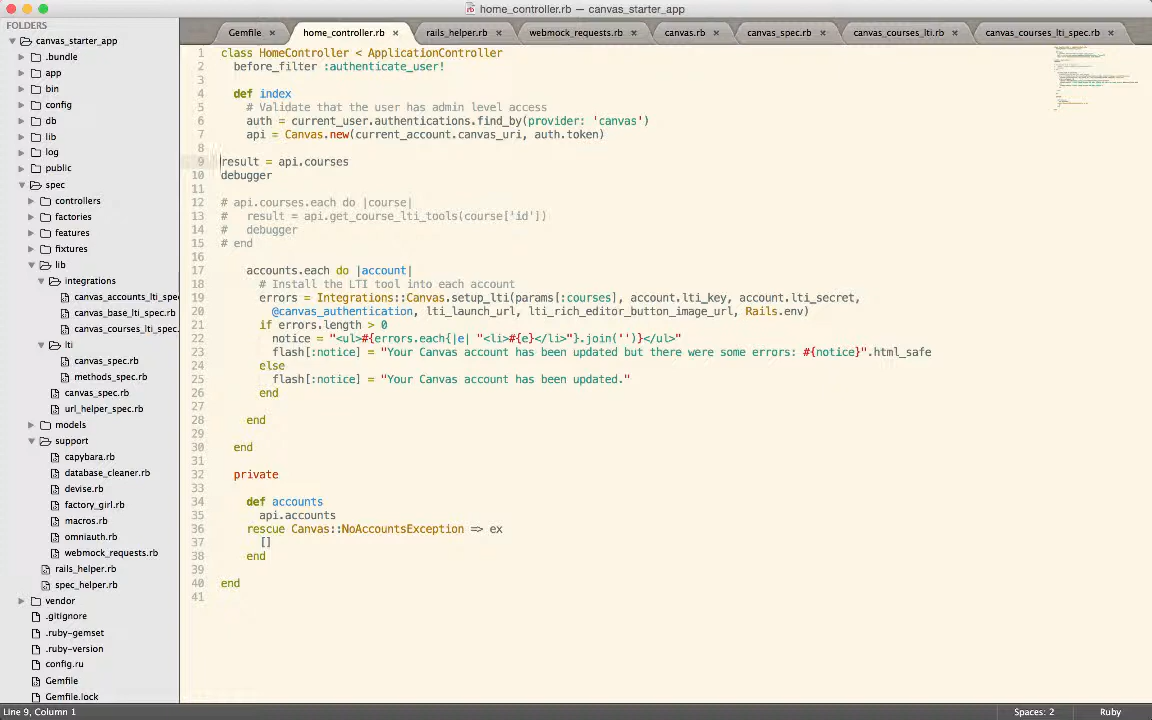 home_controller.rb — canvas_starter_app
FOLDERS
canvas_starter_app
.bundle
app
bin
config
db
lib
log
public
spec
controllers
factories
features
fixtures
lib
integrations
canvas_accounts_lti_spec
canvas_base_lti_spec.rb
canvas_courses_lti_spec.
lti
canvas_spec.rb
methods_spec.rb
canvas_spec.rb
url_helper_spec.rb
models
support
capybara.rb
database_cleaner.rb
devise.rb
factory_girl.rb
macros.rb
omniauth.rb
webmock_requests.rb
rails_helper.rb
spec_helper.rb
vendor
.gitignore
.ruby-gemset
.ruby-version
config.ru
Gemfile
Gemfile.lock
Gemfile × home_controller.rb × rails_helper.rb × webmock_requests.rb × canvas.rb × canvas_spec.rb × canvas_courses_lti.rb × canvas_courses_lti_spec.rb ×
1 class HomeController < ApplicationController
2   before_filter :authenticate_user!
3
4   def index
5     # Validate that the user has admin level access
6     auth = current_user.authentications.find_by(provider: 'canvas')
7     api = Canvas.new(current_account.canvas_uri, auth.token)
8
9 result = api.courses
10 debugger
11
12 # api.courses.each do |course|
13 #   result = api.get_course_lti_tools(course['id'])
14 #   debugger
15 # end
16
17     accounts.each do |account|
18       # Install the LTI tool into each account
19       errors = Integrations::Canvas.setup_lti(params[:courses], account.lti_key, account.lti_secret,
20         @canvas_authentication, lti_launch_url, lti_rich_editor_button_image_url, Rails.env)
21       if errors.length > 0
22         notice = "<ul>#{errors.each{|e| "<li>#{e}</li>"}.join('')}</ul>"
23         flash[:notice] = "Your Canvas account has been updated but there were some errors: #{notice}".html_safe
24       else
25         flash[:notice] = "Your Canvas account has been updated."
26       end
27
28     end
29
30   end
31
32   private
33
34     def accounts
35       api.accounts
36     rescue Canvas::NoAccountsException => ex
37       []
38     end
39
40 end
41
Line 9, Column 1
Spaces: 2
Ruby